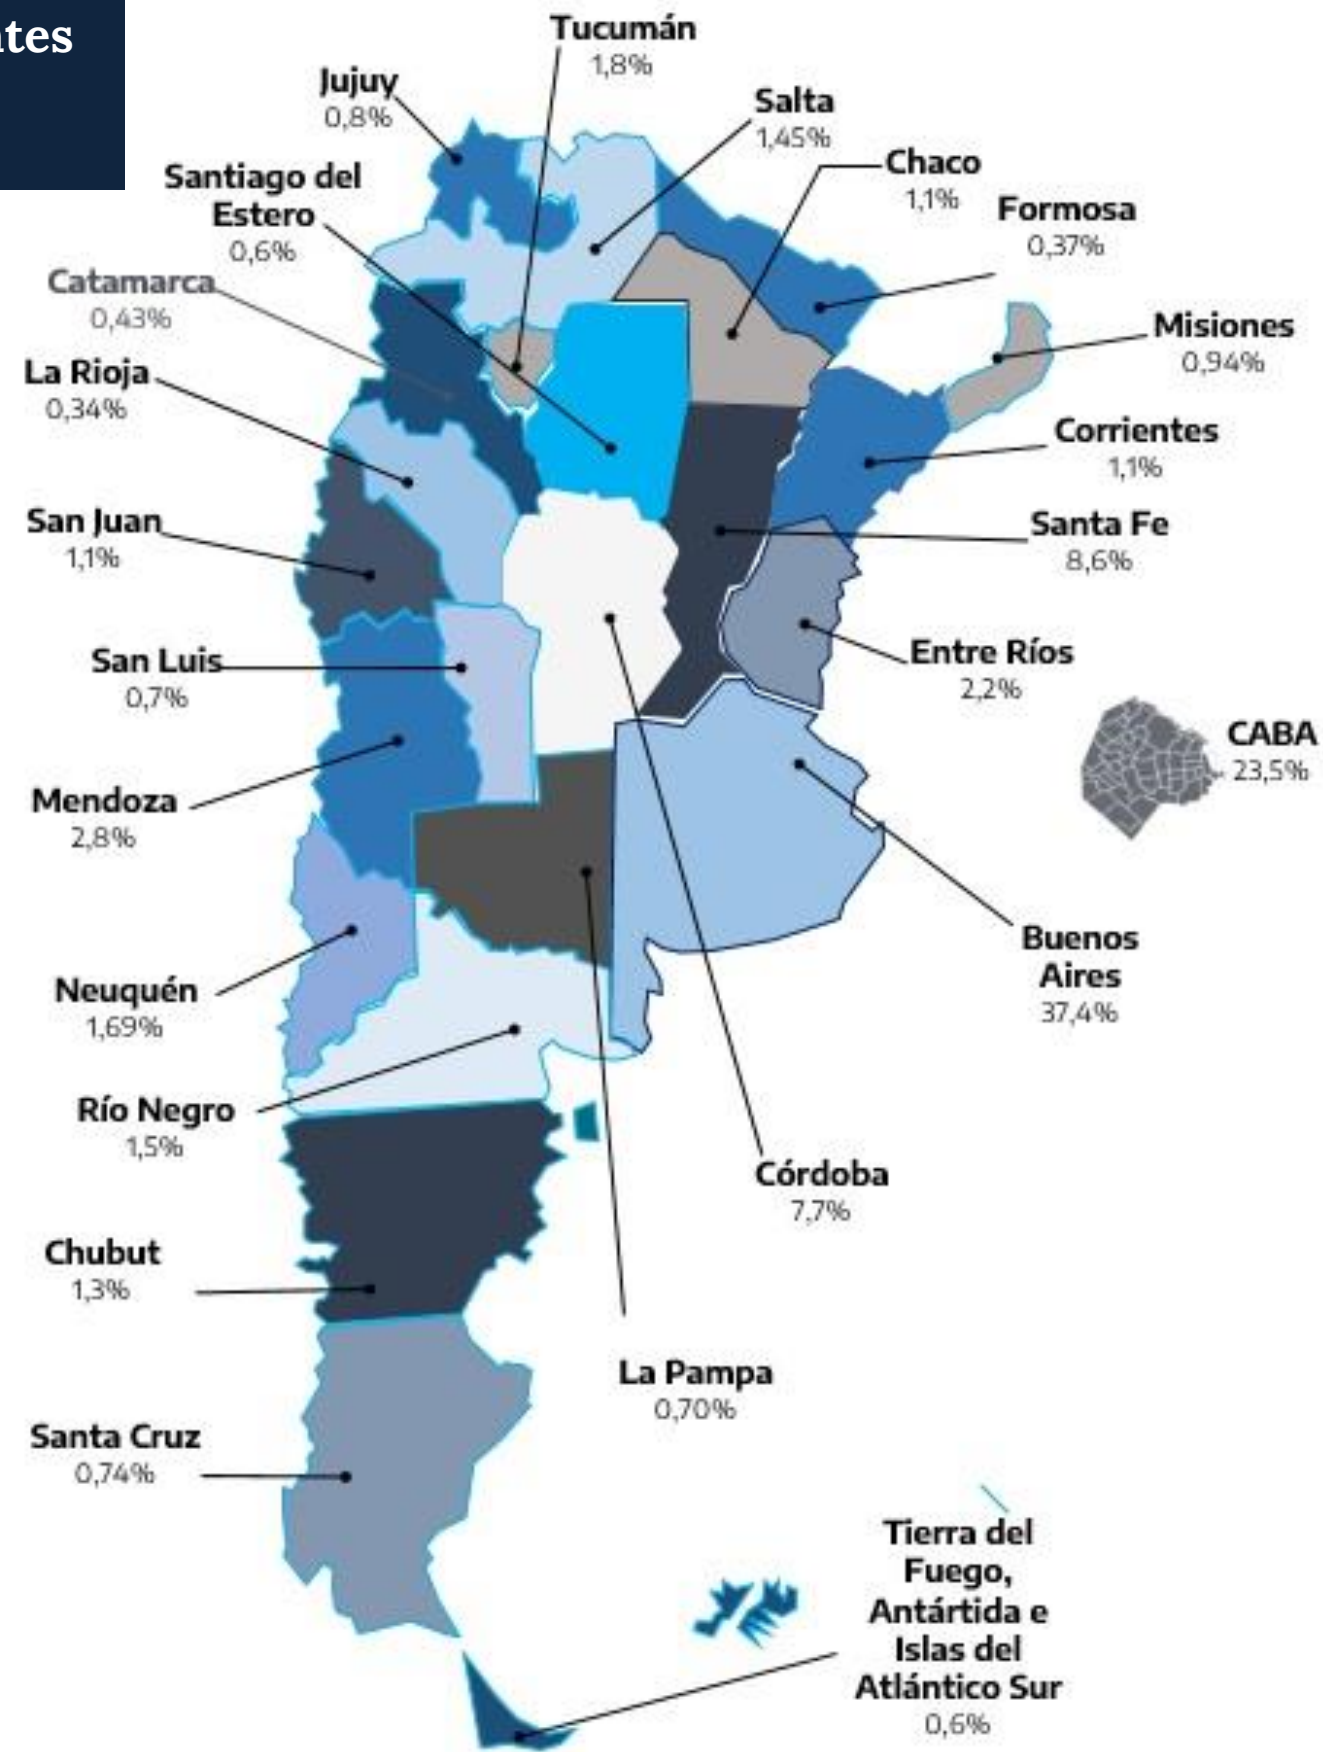 Tucumán
1,8%
Jujuy
0,8%
Salta
1,45%
Santiago del
Estero
0,6%
Chaco
1,1%
Formosa
0,37%
Catamarca
0,43%
Misiones
0,94%
La Rioja
0,34%
Corrientes
1,1%
San Juan
1,1%
Santa Fe
8,6%
San Luis
0,7%
Entre Ríos
2,2%
CABA
23,5%
Mendoza
2,8%
Buenos
Aires
37,4%
Neuquén
1,69%
Río Negro
1,5%
Córdoba
7,7%
Chubut
1,3%
La Pampa
0,70%
Santa Cruz
0,74%
Tierra del
Fuego,
Antártida e
Islas del
Atlántico Sur
0,6%